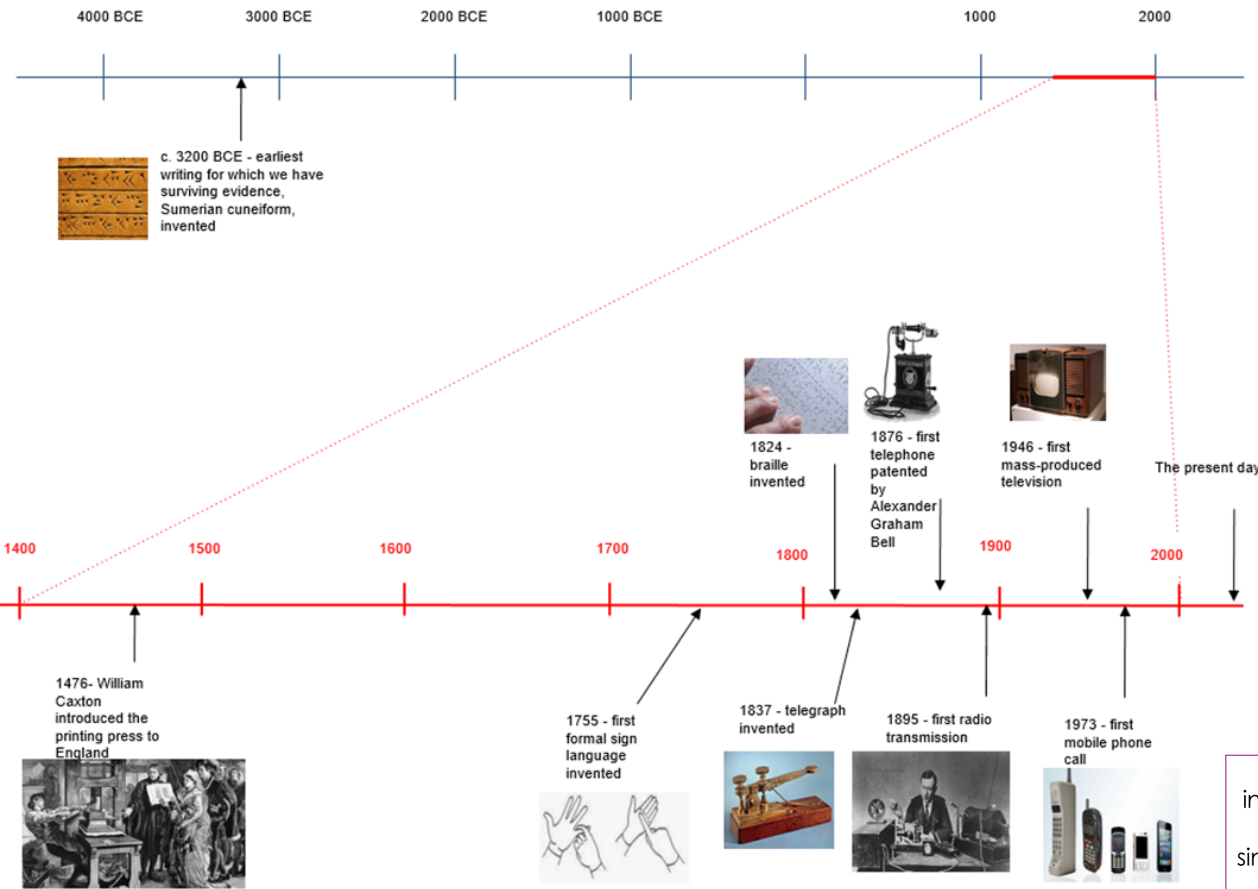 4000 BCE
3000 BCE
2000 BCE
1000 BCE
1000
2000
c. 3200 BCE - earliest
writing for which we have
surviving evidence,
Sumerian cuneiform,
invented
1824 -
braille
invented
1876 - first
telephone
patented
by
Alexander
Graham
Bell
1946 - first
mass-produced
television
The present day
1400
1500
1600
1700
1800
1900
2000
1476- William
Caxton
introduced the
printing press to
England
1755 - first
formal sign
language
invented
1837 - telegraph
invented
1895 - first radio
transmission
1973 - first
mobile phone
call